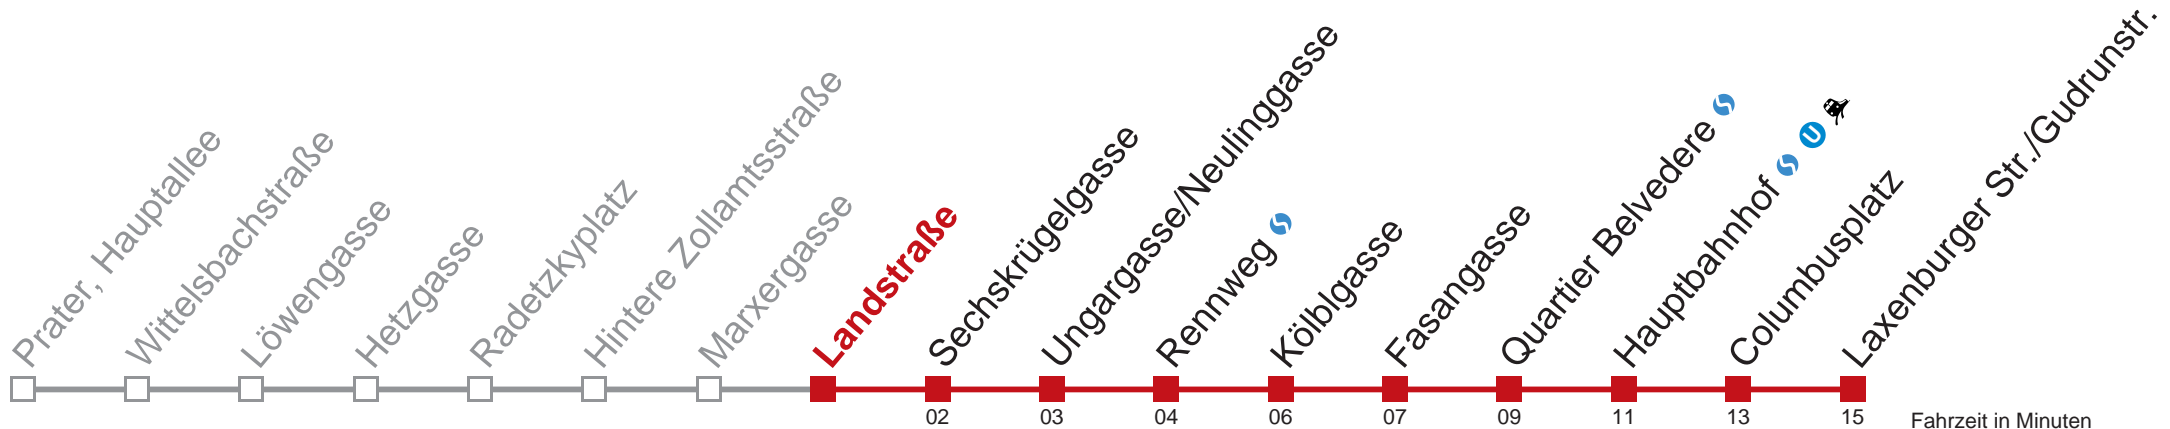 Prater, Hauptallee
Wittelsbachstraße
Löwengasse
Hetzgasse
Radetzkyplatz
Hintere Zollamtsstraße
Marxergasse
Landstraße
Sechskrügelgasse
Ungargasse/Neulinggasse
Rennweg
Kölblgasse
Fasangasse
Quartier Belvedere
Hauptbahnhof U
Columbusplatz
Laxenburger Str./Gudrunstr.
02 03 04 06 07 09 11 13 15 Fahrzeit in Minuten